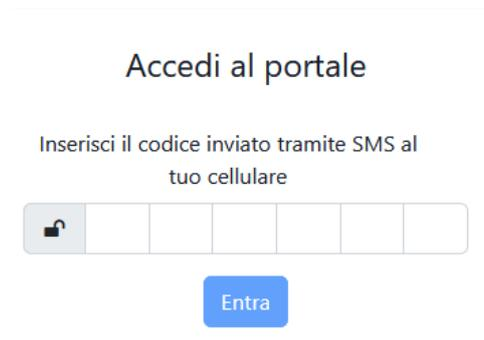 Accedi al portale
Inserisci il codice inviato tramite SMS al
tuo cellulare
Entra